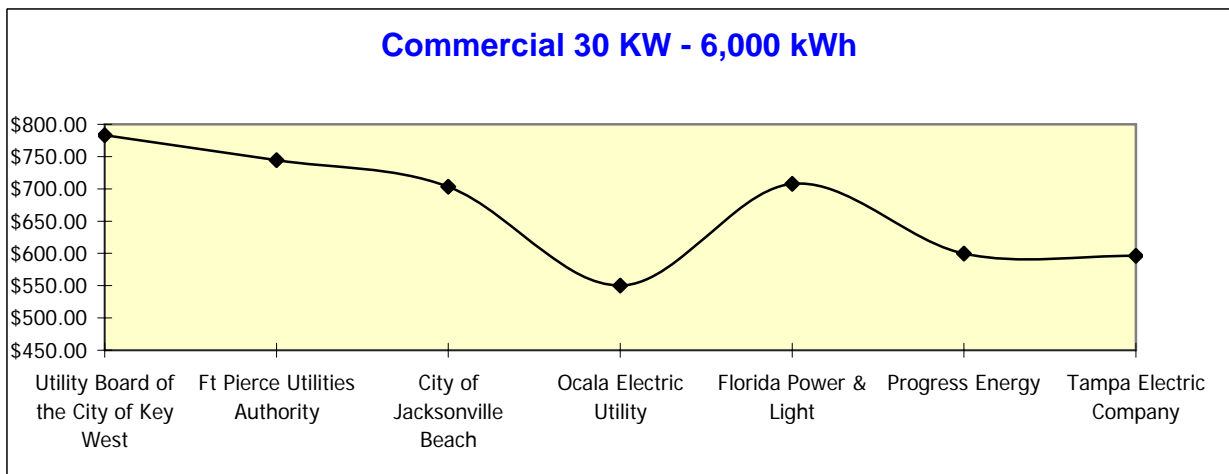 Commercial 30 KW - 6,000 kWh
$800.00
$750.00
$700.00
$650.00
$600.00
$550.00
$500.00
$450.00
Utility Board of
the City of Key
West
Ft Pierce Utilities
Authority
City of
Jacksonville
Beach
Ocala Electric
Utility
Florida Power &
Light
Progress Energy
Tampa Electric
Company